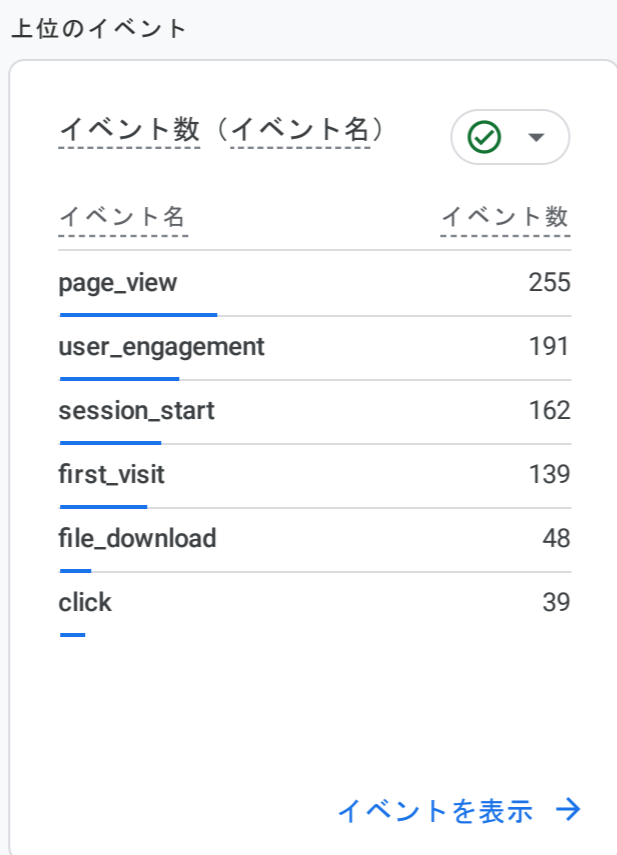 上位のイベント
イベント数（イベント名）
イベント名 イベント数
page_view 255
user_engagement 191
session_start 162
first_visit 139
file_download 48
click 39
イベントを表示 →